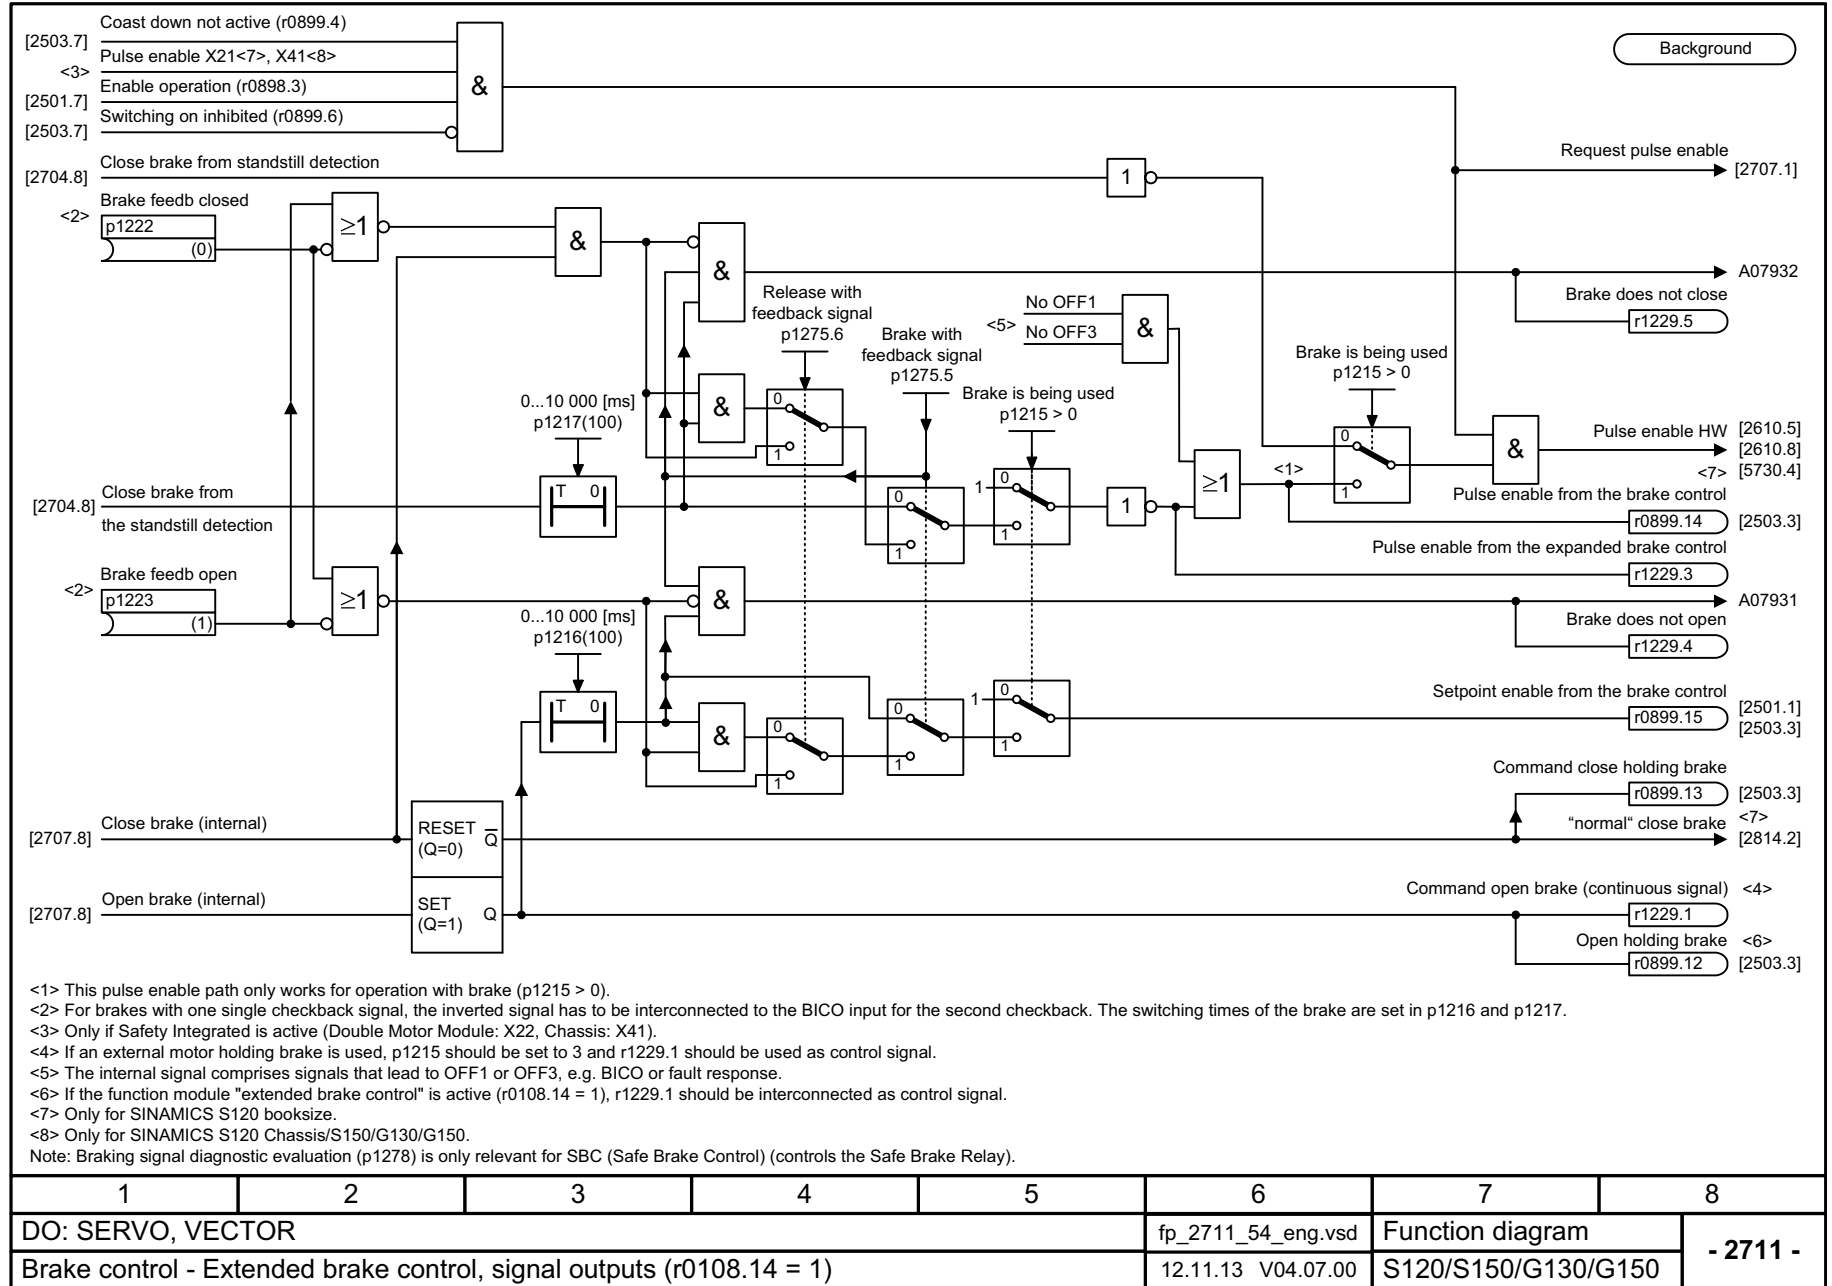 Coast down not active (r0899.4)
[2503.7]
Pulse enable X21<7>, X41<8>
<3>
Enable operation (r0898.3)
[2501.7]
Switching on inhibited (r0899.6)
[2503.7]
&
Background
Close brake from standstill detection
[2704.8]
1
Request pulse enable
[2707.1]
Brake feedb closed
<2>
p1222
(0)
≥1
&
&
A07932
Brake does not close
r1229.5
Release with
feedback signal
p1275.6
Brake with
feedback signal
p1275.5
<5>
No OFF1
No OFF3
&
Brake is being used
p1215 > 0
Brake is being used
p1215 > 0
0...10 000 [ms]
p1217(100)
&
0
1
0
1
&
Pulse enable HW
[2610.5]
[2610.8]
<7> [5730.4]
Close brake from
[2704.8]
the standstill detection
T 0
0
1
1
0
1
1
≥1
<1>
Pulse enable from the brake control
r0899.14
[2503.3]
Pulse enable from the expanded brake control
r1229.3
Brake feedb open
<2>
p1223
(1)
≥1
&
A07931
Brake does not open
r1229.4
0...10 000 [ms]
p1216(100)
T 0
&
0
1
0
1
1
0
1
Setpoint enable from the brake control
r0899.15
[2501.1]
[2503.3]
Command close holding brake
r0899.13
[2503.3]
Close brake (internal)
[2707.8]
RESET
(Q=0)
Q
"normal" close brake
<7>
[2814.2]
Open brake (internal)
[2707.8]
SET
(Q=1)
Q
Command open brake (continuous signal) <4>
r1229.1
Open holding brake <6>
r0899.12
[2503.3]
<1> This pulse enable path only works for operation with brake (p1215 > 0).
<2> For brakes with one single checkback signal, the inverted signal has to be interconnected to the BICO input for the second checkback. The switching times of the brake are set in p1216 and p1217.
<3> Only if Safety Integrated is active (Double Motor Module: X22, Chassis: X41).
<4> If an external motor holding brake is used, p1215 should be set to 3 and r1229.1 should be used as control signal.
<5> The internal signal comprises signals that lead to OFF1 or OFF3, e.g. BICO or fault response.
<6> If the function module "extended brake control" is active (r0108.14 = 1), r1229.1 should be interconnected as control signal.
<7> Only for SINAMICS S120 booksize.
<8> Only for SINAMICS S120 Chassis/S150/G130/G150.
Note: Braking signal diagnostic evaluation (p1278) is only relevant for SBC (Safe Brake Control) (controls the Safe Brake Relay).
1 2 3 4 5 6 7 8
DO: SERVO, VECTOR
fp_2711_54_eng.vsd
Function diagram
- 2711 -
Brake control - Extended brake control, signal outputs (r0108.14 = 1)
12.11.13 V04.07.00
S120/S150/G130/G150